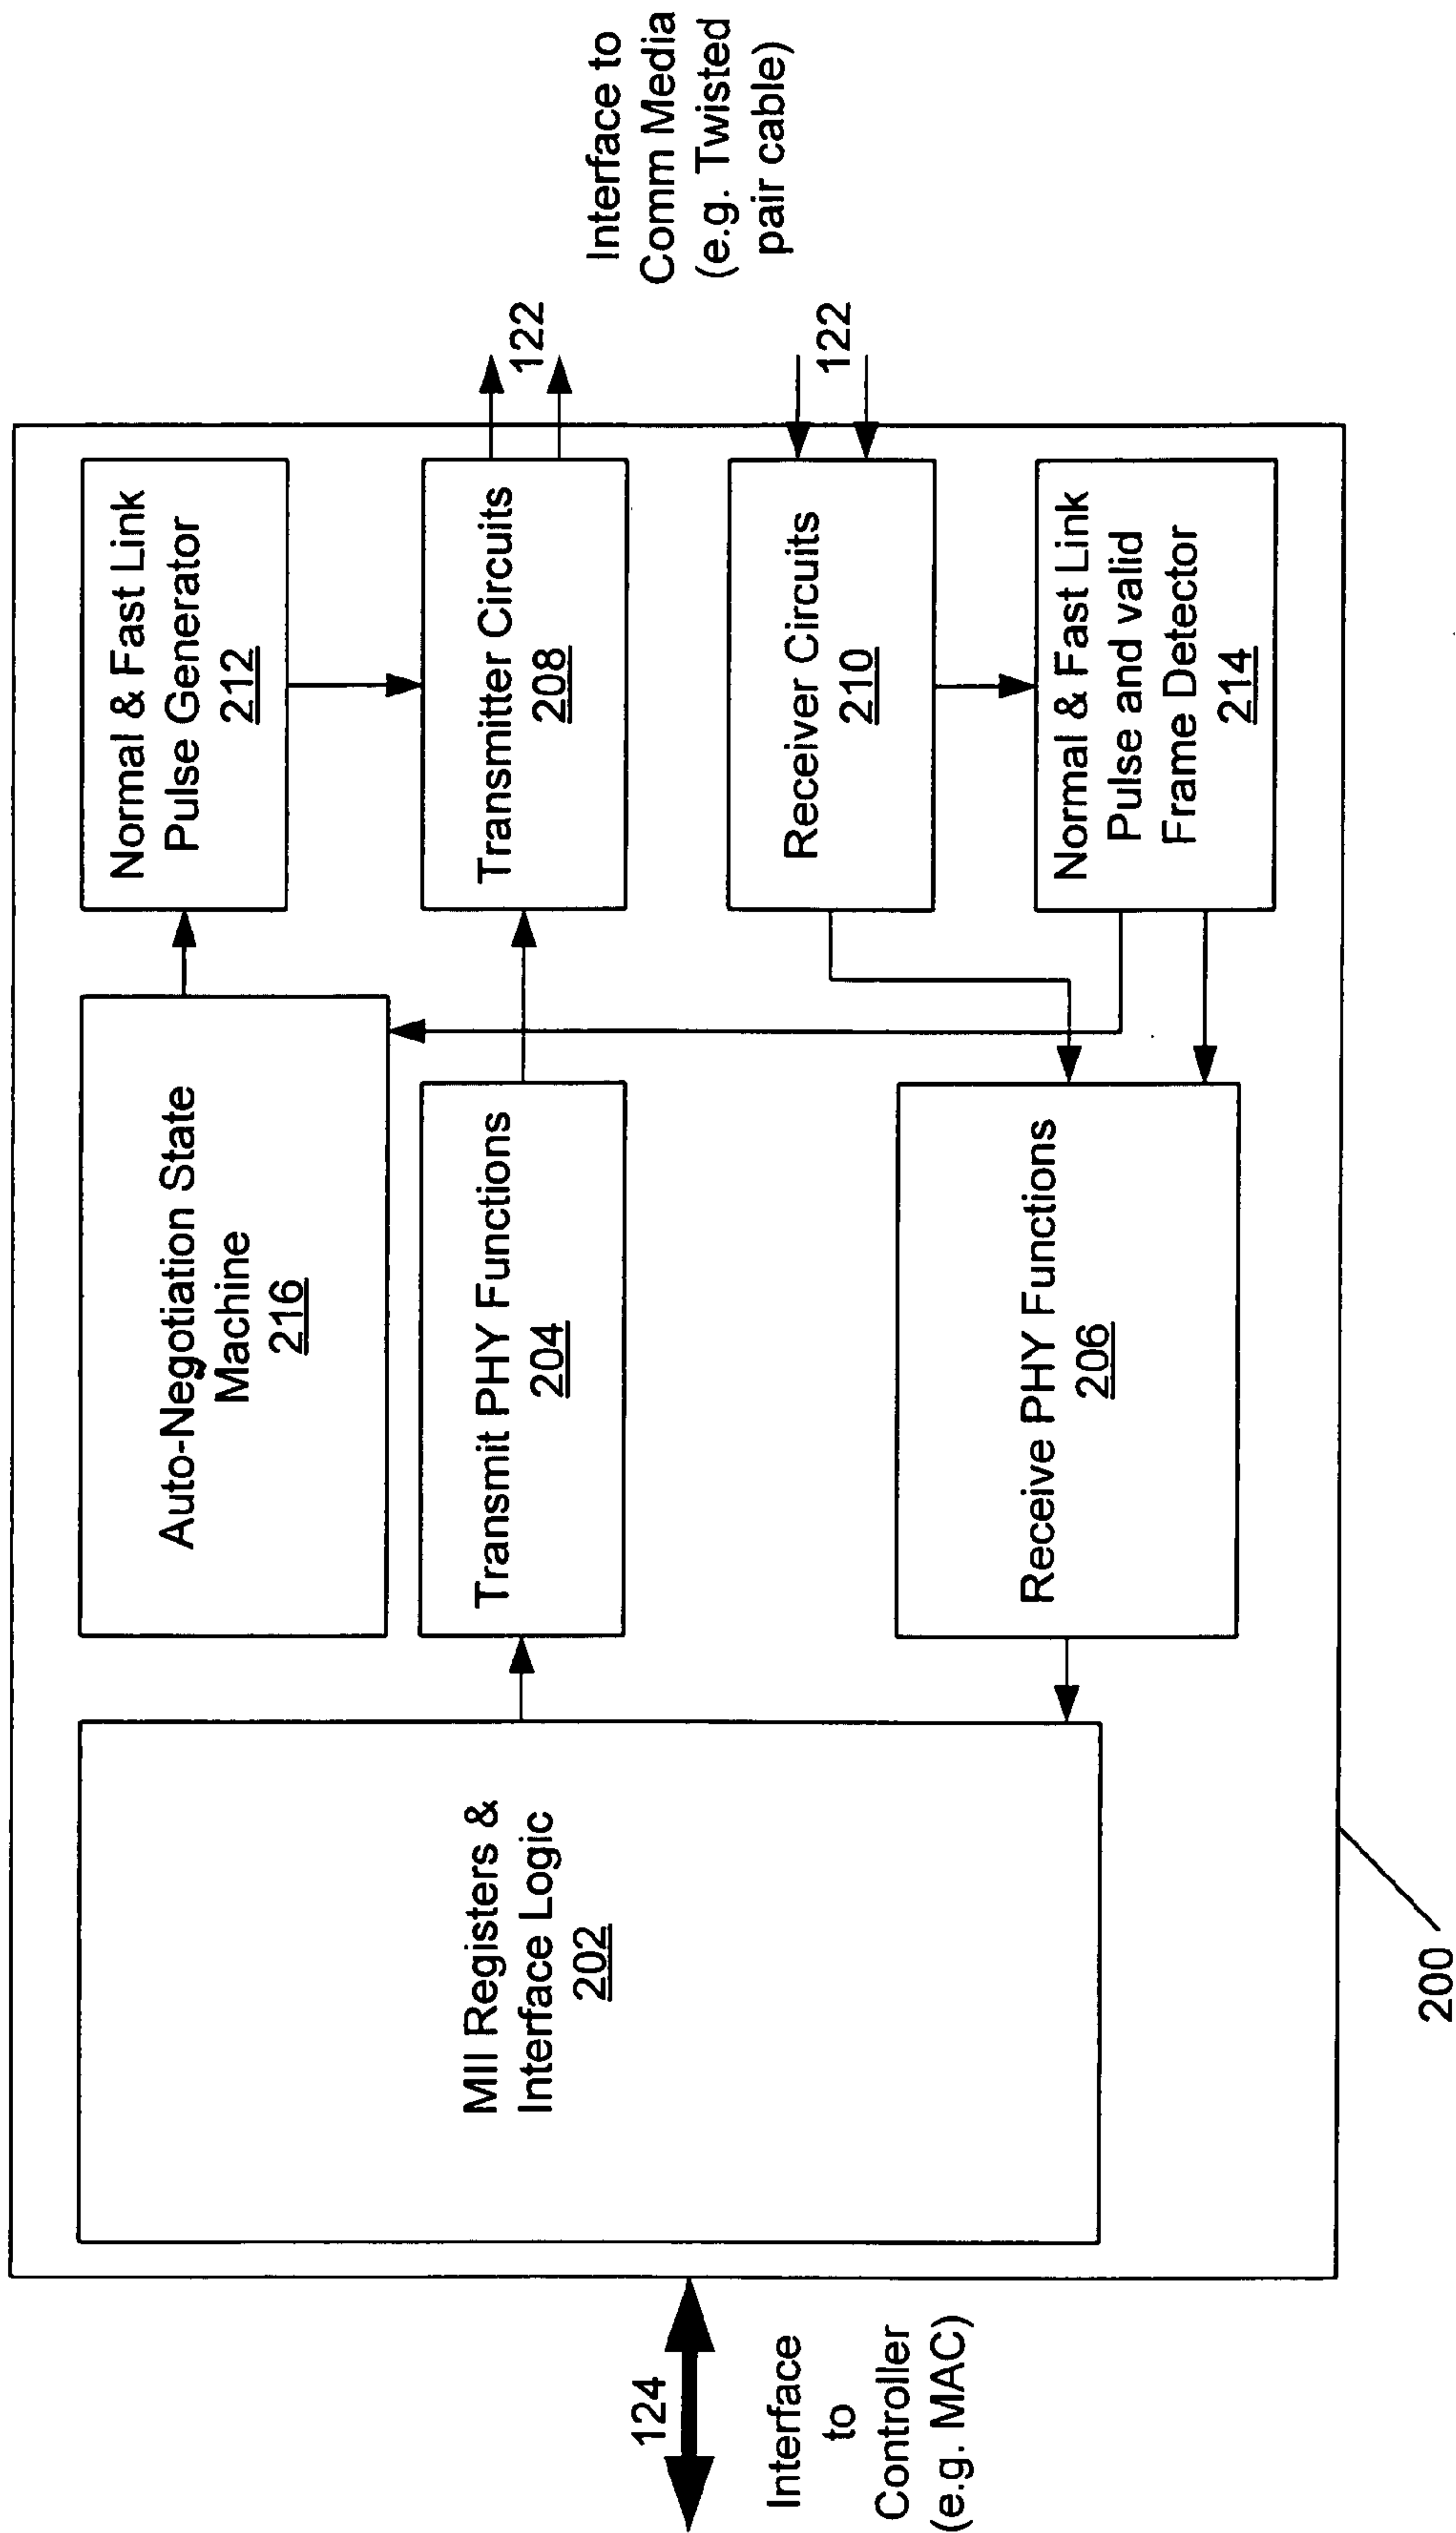 124
Interface
to
Controller
(e.g. MAC)
MII Registers &
Interface Logic
202
Auto-Negotiation State
Machine
216
Transmit PHY Functions
204
Receive PHY Functions
206
Normal & Fast Link
Pulse Generator
212
Transmitter Circuits
208
Receiver Circuits
210
Normal & Fast Link
Pulse and valid
Frame Detector
214
122
122
Interface to
Comm Media
(e.g. Twisted
pair cable)
200